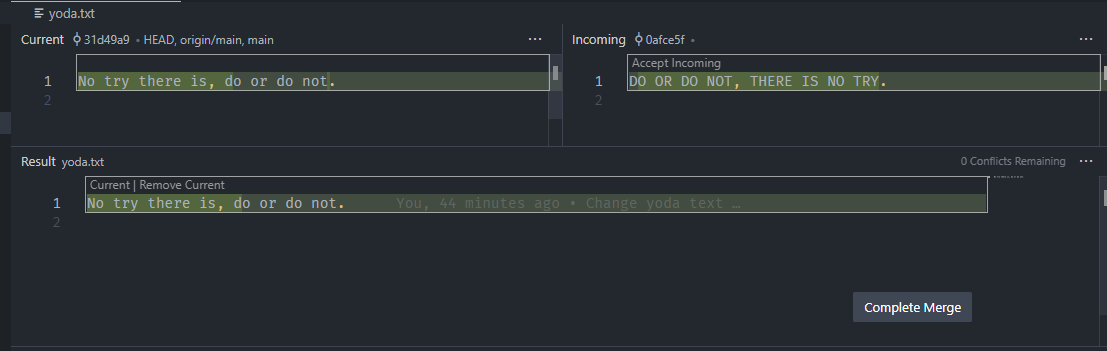 yoda.txt
Current 31d49a9 • HEAD, origin/main, main ···
1 No try there is, do or do not.
2
Incoming 0afce5f • ···
Accept Incoming
1 DO OR DO NOT, THERE IS NO TRY.
2
Result yoda.txt 0 Conflicts Remaining ···
Current | Remove Current
1 No try there is, do or do not. You, 44 minutes ago • Change yoda text …
2
Complete Merge